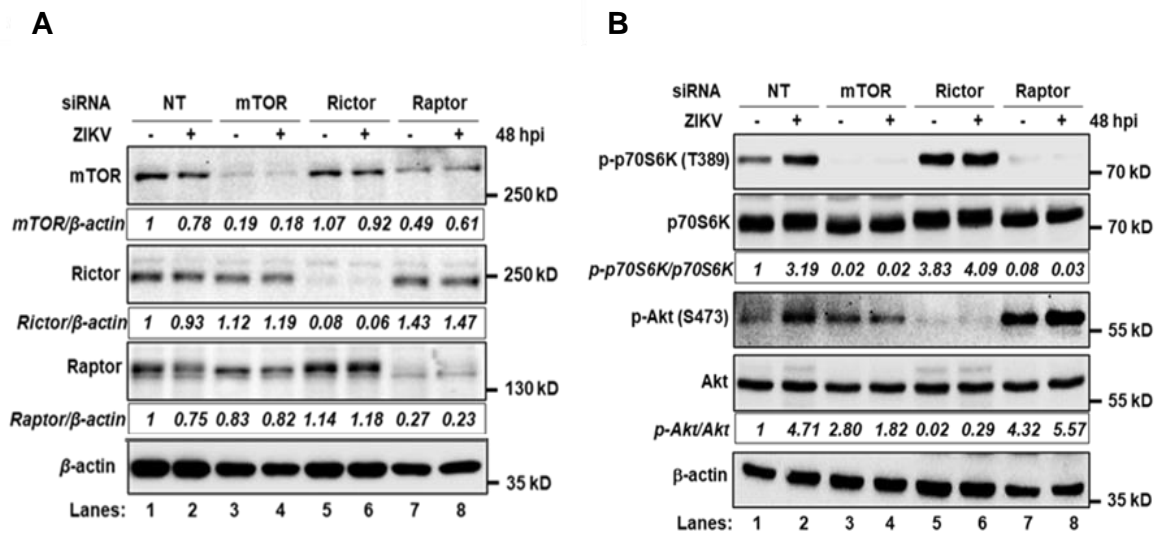 A
siRNA NT mTOR Rictor Raptor
ZIKV - + - + - + - + 48 hpi
mTOR
250 kD
mTOR/β-actin 1 0.78 0.19 0.18 1.07 0.92 0.49 0.61
Rictor 250 kD
Rictor/β-actin 1 0.93 1.12 1.19 0.08 0.06 1.43 1.47
Raptor
130 kD
Raptor/β-actin 1 0.75 0.83 0.82 1.14 1.18 0.27 0.23
β-actin
35 kD
Lanes: 1 2 3 4 5 6 7 8
B
siRNA NT mTOR Rictor Raptor
ZIKV - + - + - + - + 48 hpi
p-p70S6K (T389)
70 kD
p70S6K 70 kD
p-p70S6K/p70S6K 1 3.19 0.02 0.02 3.83 4.09 0.08 0.03
p-Akt (S473)
55 kD
Akt
55 kD
p-Akt/Akt 1 4.71 2.80 1.82 0.02 0.29 4.32 5.57
β-actin
35 kD
Lanes: 1 2 3 4 5 6 7 8